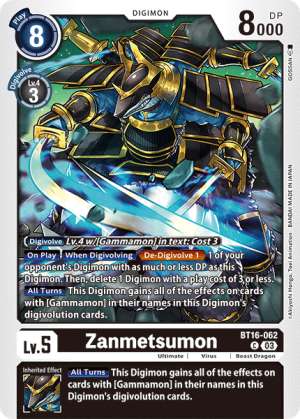 DIGIMON
Play
8
8000
DP
Digivolve
Lv.4
3
Digivolve Lv.4 w/[Gammamon] in text: Cost 3
On Play When Digivolving De-Digivolve 1 1 of your
opponent's Digimon with as much or less DP as this
Digimon. Then, delete 1 Digimon with a play cost of 3 or less.
All Turns This Digimon gains all of the effects on
cards with [Gammamon] in their names in this Digimon's
digivolution cards.
BT16-062
Lv.5
Zanmetsumon
C 03
Ultimate
Virus
Beast Dragon
Inherited Effect
All Turns This Digimon gains all of the effects on
cards with [Gammamon] in their names in this
Digimon's digivolution cards.
GOSSAN
©Akiyoshi Hongo, Toei Animation
BANDAI MADE IN JAPAN